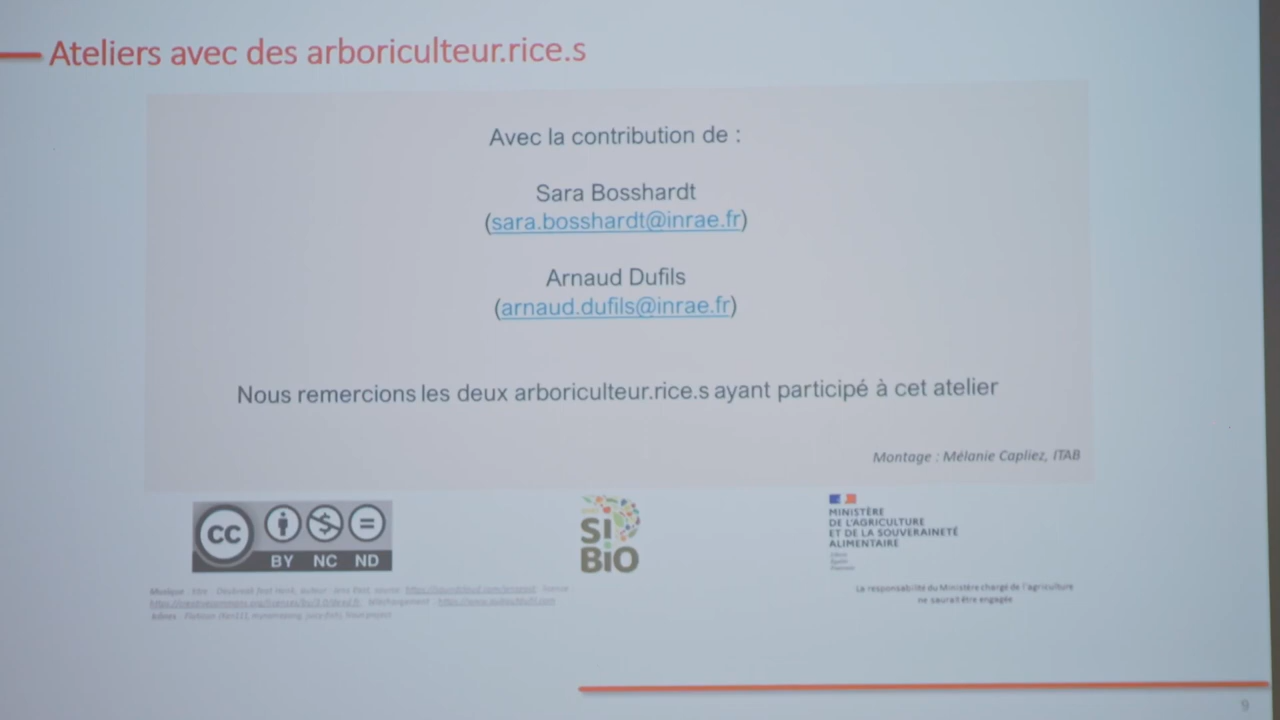 Ateliers avec des arboriculteur.rice.s
Avec la contribution de :
Sara Bosshardt
(sara.bosshardt@inrae.fr)
Arnaud Dufils
(arnaud.dufils@inrae.fr)
Nous remercions les deux arboriculteur.rice.s ayant participé à cet atelier
Montage : Mélanie Capliez, ITAB
CC BY NC ND
SI
BIO
MINISTÈRE
DE L'AGRICULTURE
ET DE LA SOUVERAINETÉ
ALIMENTAIRE
La responsabilité du Ministère chargé de l'agriculture
ne saurait être engagée
Musique : titre :
9